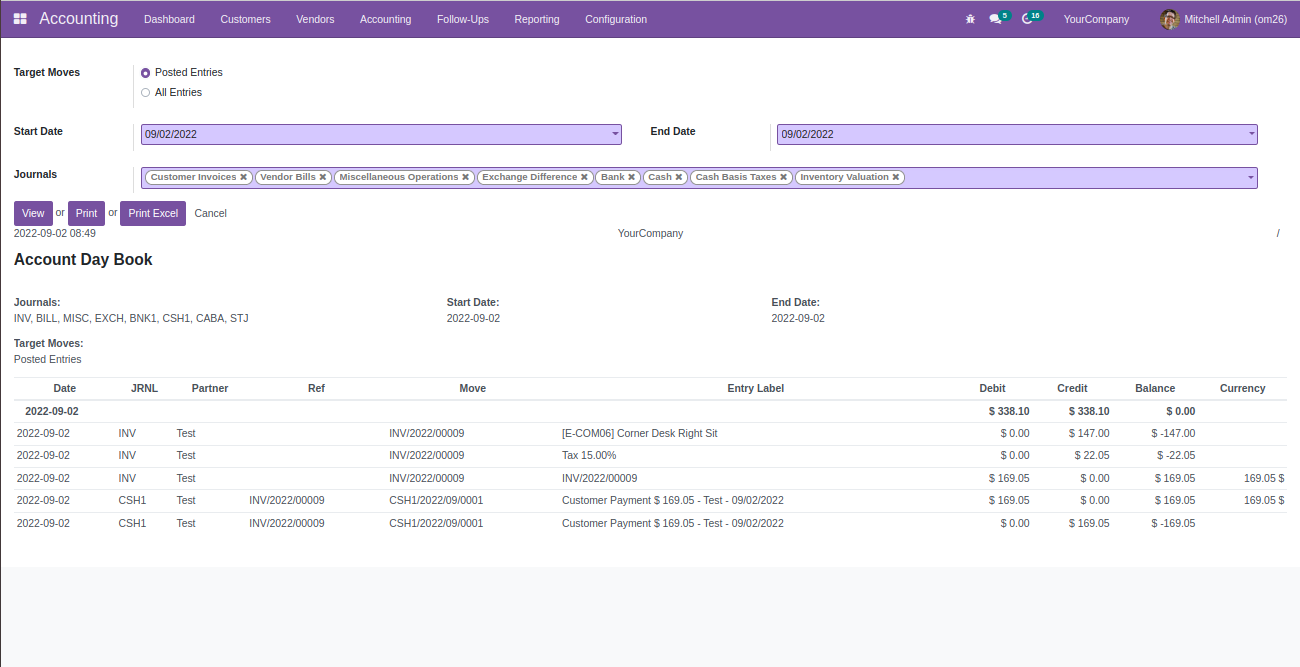 Accounting Dashboard Customers Vendors Accounting Follow-Ups Reporting Configuration 5 16 YourCompany Mitchell Admin (om26)
Target Moves Posted Entries
All Entries
Start Date 09/02/2022 End Date 09/02/2022
Journals Customer Invoices ✖ Vendor Bills ✖ Miscellaneous Operations ✖ Exchange Difference ✖ Bank ✖ Cash ✖ Cash Basis Taxes ✖ Inventory Valuation ✖
View or Print or Print Excel Cancel
2022-09-02 08:49 YourCompany /
Account Day Book
Journals: Start Date: End Date:
INV, BILL, MISC, EXCH, BNK1, CSH1, CABA, STJ 2022-09-02 2022-09-02
Target Moves:
Posted Entries
Date JRNL Partner Ref Move Entry Label Debit Credit Balance Currency
2022-09-02 $ 338.10 $ 338.10 $ 0.00
2022-09-02 INV Test INV/2022/00009 [E-COM06] Corner Desk Right Sit $ 0.00 $ 147.00 $ -147.00
2022-09-02 INV Test INV/2022/00009 Tax 15.00% $ 0.00 $ 22.05 $ -22.05
2022-09-02 INV Test INV/2022/00009 INV/2022/00009 $ 169.05 $ 0.00 $ 169.05 169.05 $
2022-09-02 CSH1 Test INV/2022/00009 CSH1/2022/09/0001 Customer Payment $ 169.05 - Test - 09/02/2022 $ 169.05 $ 0.00 $ 169.05 169.05 $
2022-09-02 CSH1 Test INV/2022/00009 CSH1/2022/09/0001 Customer Payment $ 169.05 - Test - 09/02/2022 $ 0.00 $ 169.05 $ -169.05